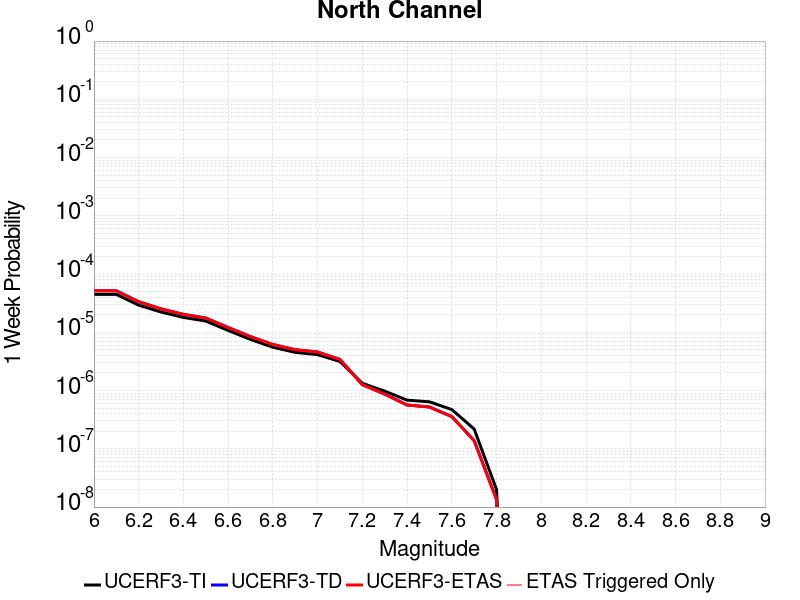 North Channel
10^0
10^-1
10^-2
10^-3
10^-4
10^-5
10^-6
10^-7
10^-8
1 Week Probability
6 6.2 6.4 6.6 6.8 7 7.2 7.4 7.6 7.8 8 8.2 8.4 8.6 8.8 9
Magnitude
UCERF3-TI UCERF3-TD UCERF3-ETAS ETAS Triggered Only